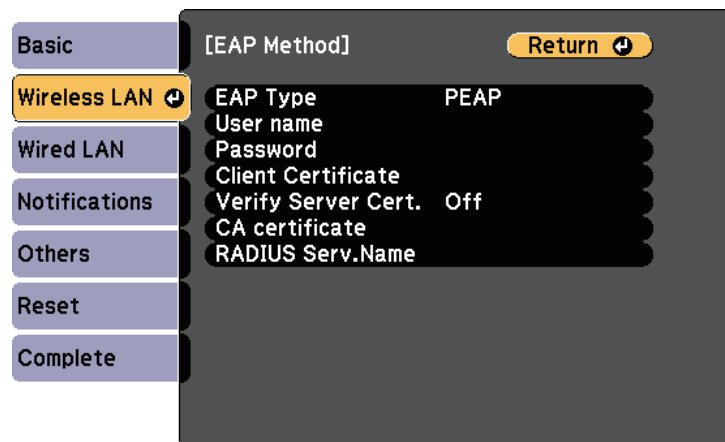 Basic
Wireless LAN
Wired LAN
Notifications
Others
Reset
Complete
[EAP Method]
Return
EAP Type PEAP
User name
Password
Client Certificate
Verify Server Cert. Off
CA certificate
RADIUS Serv.Name